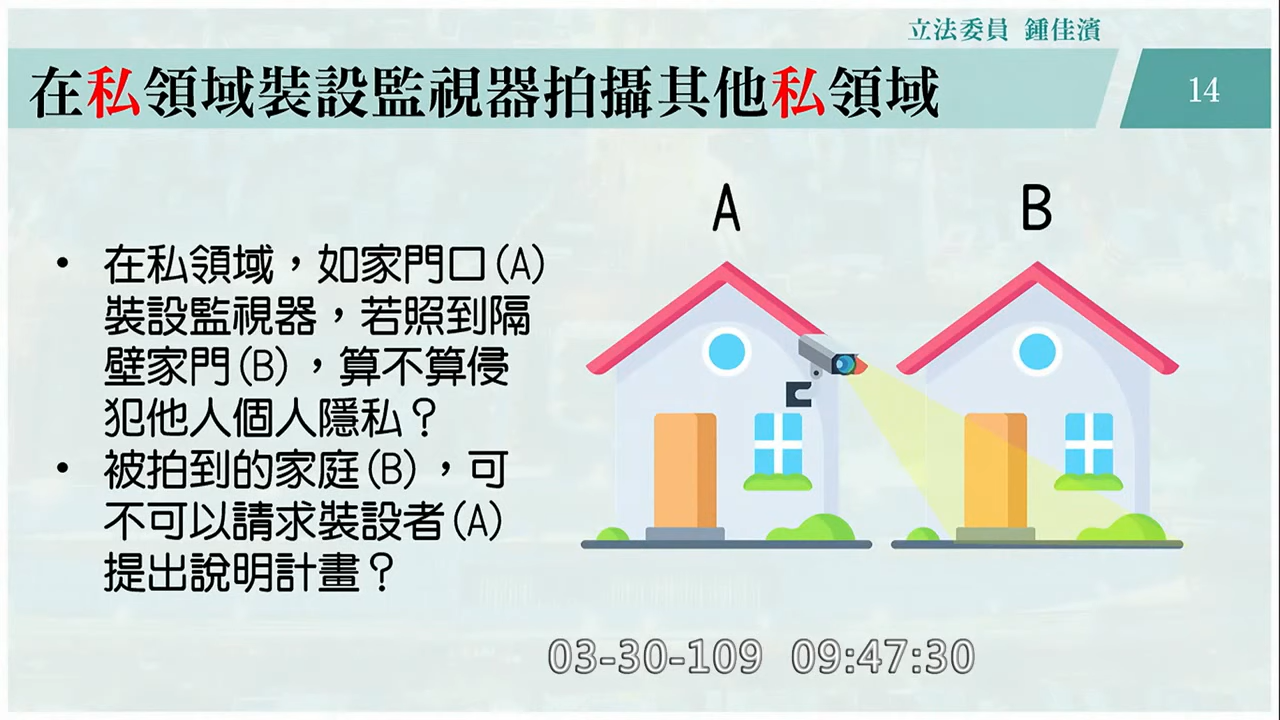 立法委員 鍾佳濱
在私領域裝設監視器拍攝其他私領域
14
A
B
• 在私領域，如家門口(A)
裝設監視器，若照到隔
壁家門(B)，算不算侵
犯他人個人隱私？
• 被拍到的家庭(B)，可
不可以請求裝設者(A)
提出說明計畫？
03-30-109 09:47:30